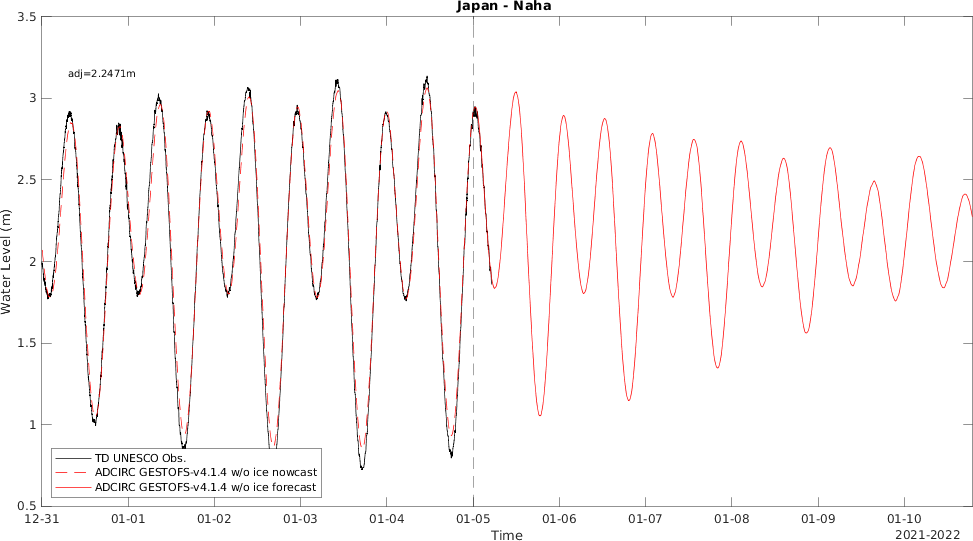 Japan - Naha
3.5
adj=2.2471m
3
2.5
2
Water Level (m)
1.5
1
TD UNESCO Obs.
ADCIRC GESTOFS-v4.1.4 w/o ice nowcast
ADCIRC GESTOFS-v4.1.4 w/o ice forecast
0.5
12-31 01-01 01-02 01-03 01-04 01-05 01-06 01-07 01-08 01-09 01-10
Time
2021-2022